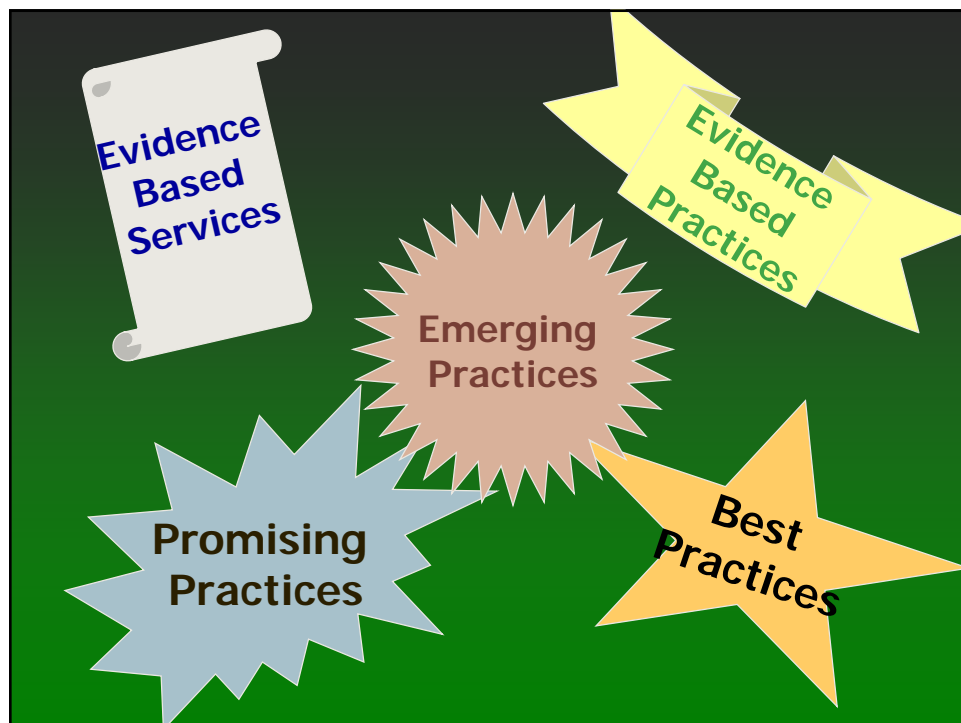 Evidence
Based
Services
Evidence
Based
Practices
Emerging
Practices
Promising
Practices
Best
Practices